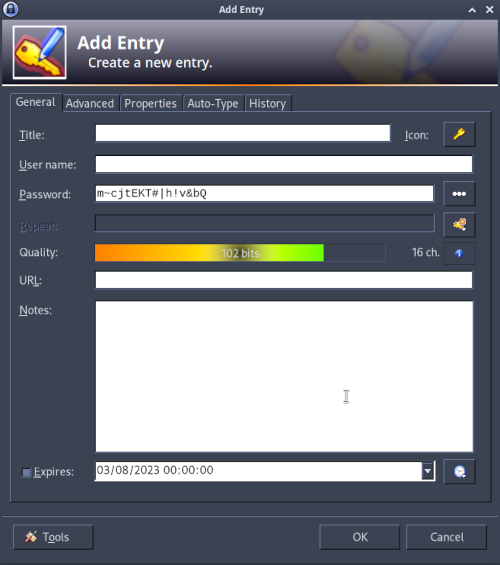 Add Entry
Add Entry
Create a new entry.
General Advanced Properties Auto-Type History
Title: Icon:
User name:
Password: m~cjtEKT#|h!v&bQ •••
Repeat:
Quality: 102 bits 16 ch.
URL:
Notes:
Expires: 03/08/2023 00:00:00
Tools OK Cancel